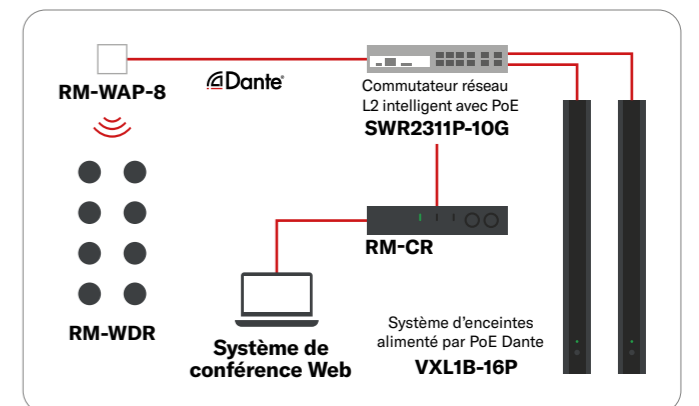 RM-WAP-8
Dante
Commutateur réseau
L2 intelligent avec PoE
SWR2311P-10G
RM-CR
RM-WDR
Système de
conférence Web
Système d'enceintes
alimenté par PoE Dante
VXL1B-16P